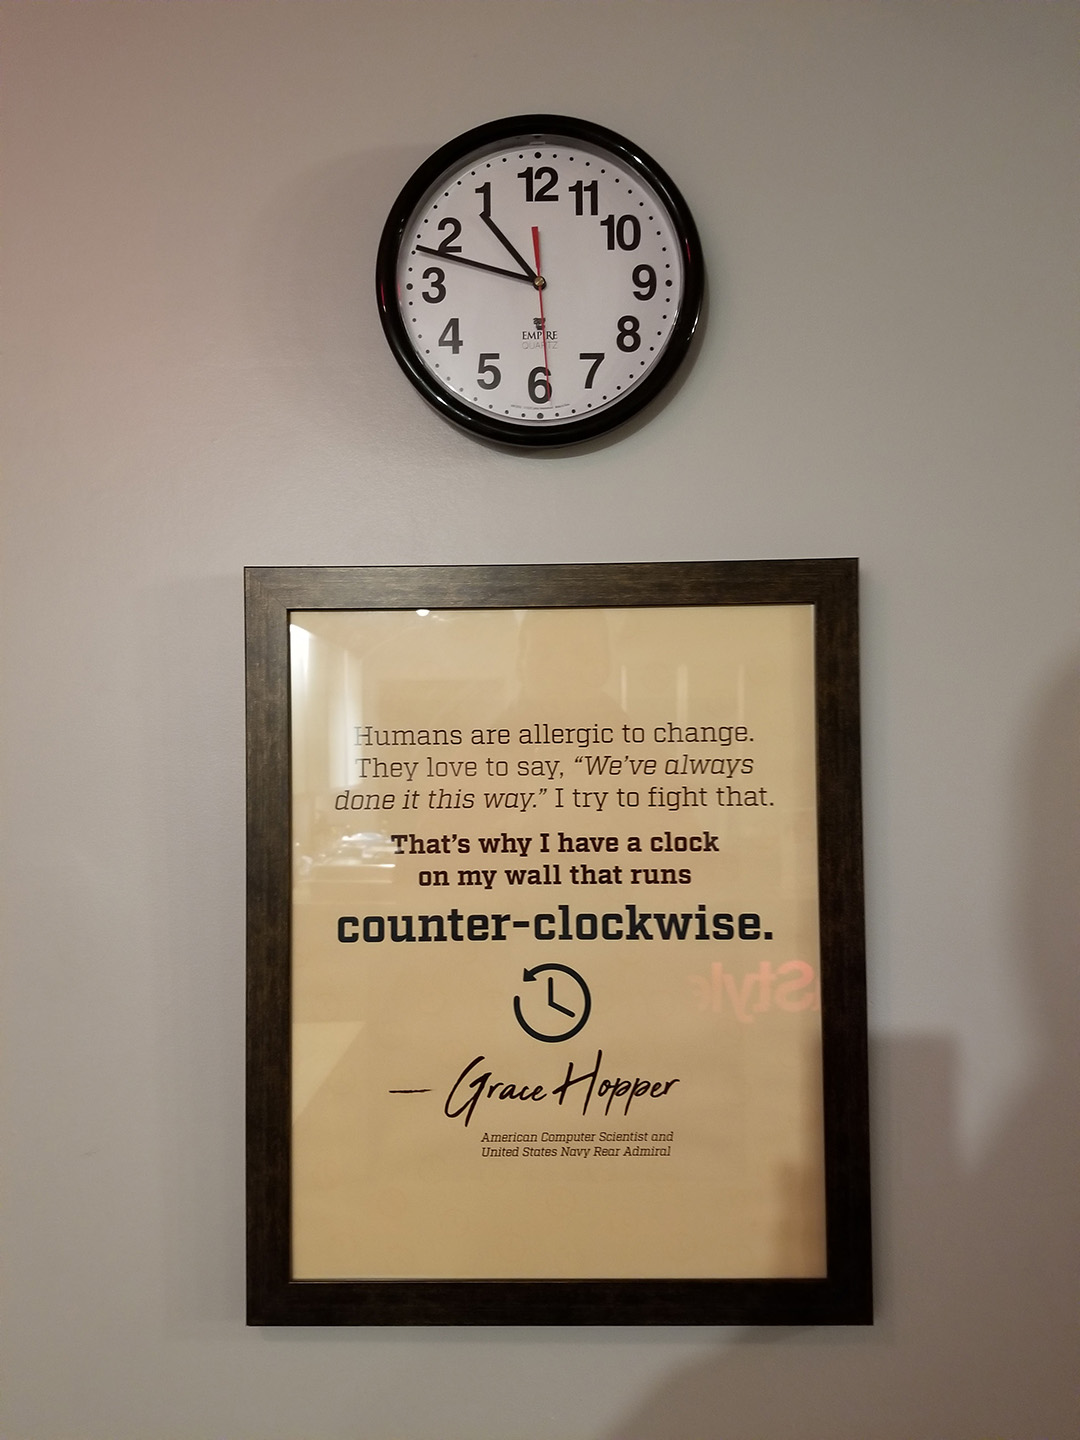 12
11
10
9
8
7
6
5
4
3
2
1
EMPIRE
QUARTZ
Humans are allergic to change.
They love to say, “We’ve always
done it this way.” I try to fight that.
That’s why I have a clock
on my wall that runs
counter-clockwise.
Style
— Grace Hopper
American Computer Scientist and
United States Navy Rear Admiral